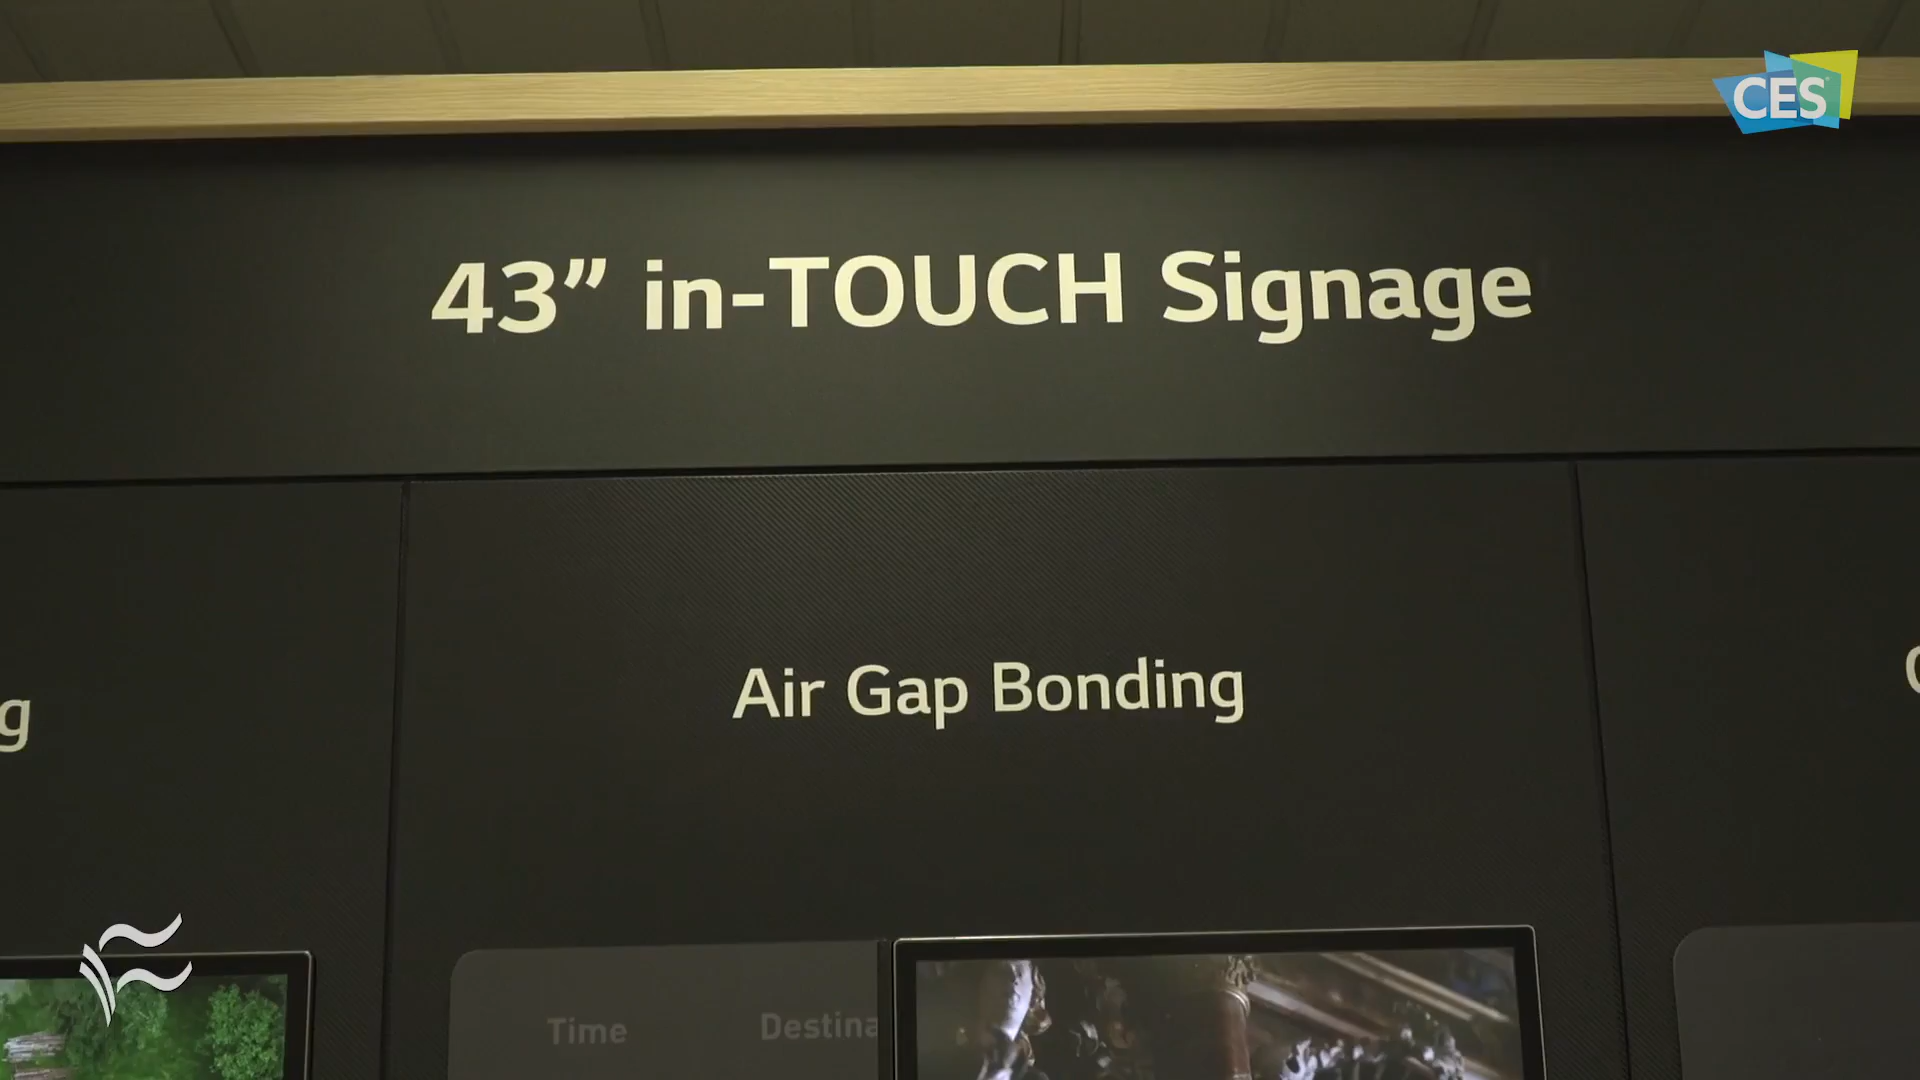 CES
43” in-TOUCH Signage
Air Gap Bonding
Time